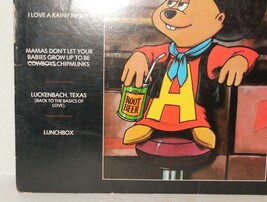 I LOVE A RAINY NIGHT
MAMAS DON'T LET YOUR
BABIES GROW UP TO BE
COWBOYS CHIPMUNKS
LUCKENBACH, TEXAS
(BACK TO THE BASICS OF
LOVE)
LUNCHBOX
ROOT
BEER
A